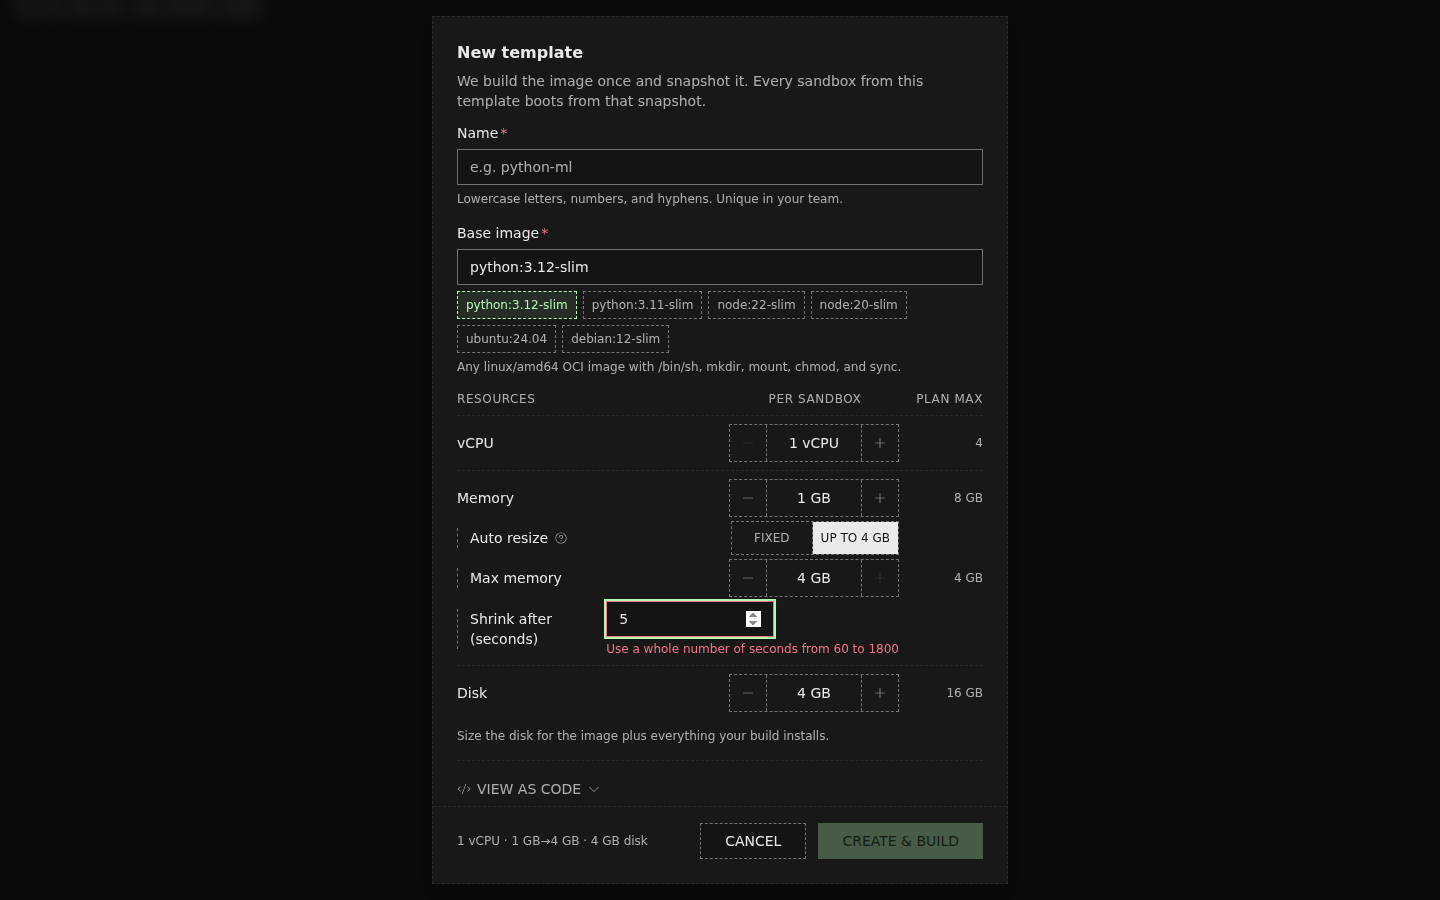 New template
We build the image once and snapshot it. Every sandbox from this
template boots from that snapshot.
Name*
e.g. python-ml
Lowercase letters, numbers, and hyphens. Unique in your team.
Base image*
python:3.12-slim
python:3.12-slim python:3.11-slim node:22-slim node:20-slim
ubuntu:24.04 debian:12-slim
Any linux/amd64 OCI image with /bin/sh, mkdir, mount, chmod, and sync.
RESOURCES PER SANDBOX PLAN MAX
vCPU − 1 vCPU + 4
Memory − 1 GB + 8 GB
Auto resize FIXED UP TO 4 GB
Max memory − 4 GB + 4 GB
Shrink after
(seconds)
5
Use a whole number of seconds from 60 to 1800
Disk − 4 GB + 16 GB
Size the disk for the image plus everything your build installs.
VIEW AS CODE
1 vCPU · 1 GB→4 GB · 4 GB disk CANCEL CREATE & BUILD